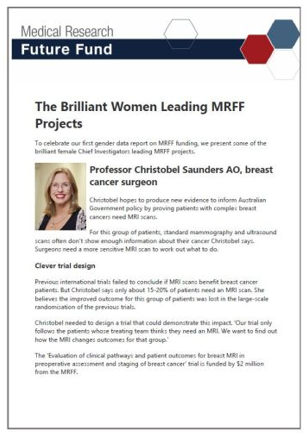 Medical Research
Future Fund
The Brilliant Women Leading MRFF
Projects
To celebrate our first gender data report on MRFF funding, we present some of the
brilliant female Chief Investigators leading MRFF projects.
Professor Christobel Saunders AO, breast
cancer surgeon
Christobel hopes to produce new evidence to inform Australian
Government policy by proving patients with complex breast
cancers need MRI scans.
For this group of patients, standard mammography and ultrasound
scans often don't show enough information about their cancer Christobel says.
Surgeons need a more sensitive MRI scan to work out what to do.
Clever trial design
Previous international trials failed to conclude if MRI scans benefit breast cancer
patients. But Christobel says only about 15-20% of patients need an MRI scan. She
believes the improved outcome for this group of patients was lost in the large-scale
randomisation of the previous trials.
Christobel needed to design a trial that could demonstrate this impact. 'Our trial only
follows the patients whose treating team thinks they need an MRI. We want to find out
how the MRI changes outcomes for that group.'
The 'Evaluation of clinical pathways and patient outcomes for breast MRI in
preoperative assessment and staging of breast cancer' trial is funded by $2 million
from the MRFF.